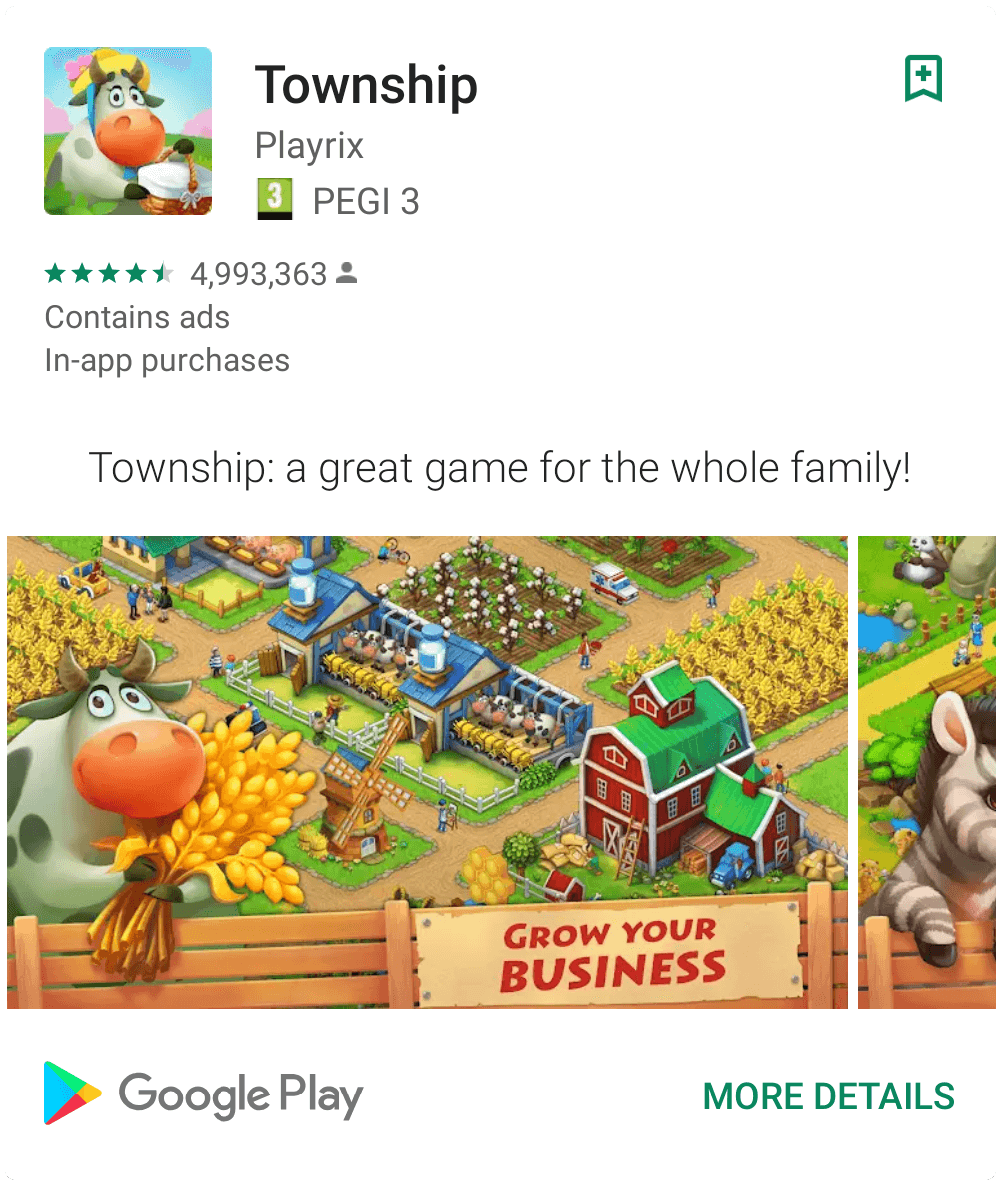 Township
Playrix
3 PEGI 3
4,993,363
Contains ads
In-app purchases
Township: a great game for the whole family!
GROW YOUR
BUSINESS
Google Play
MORE DETAILS